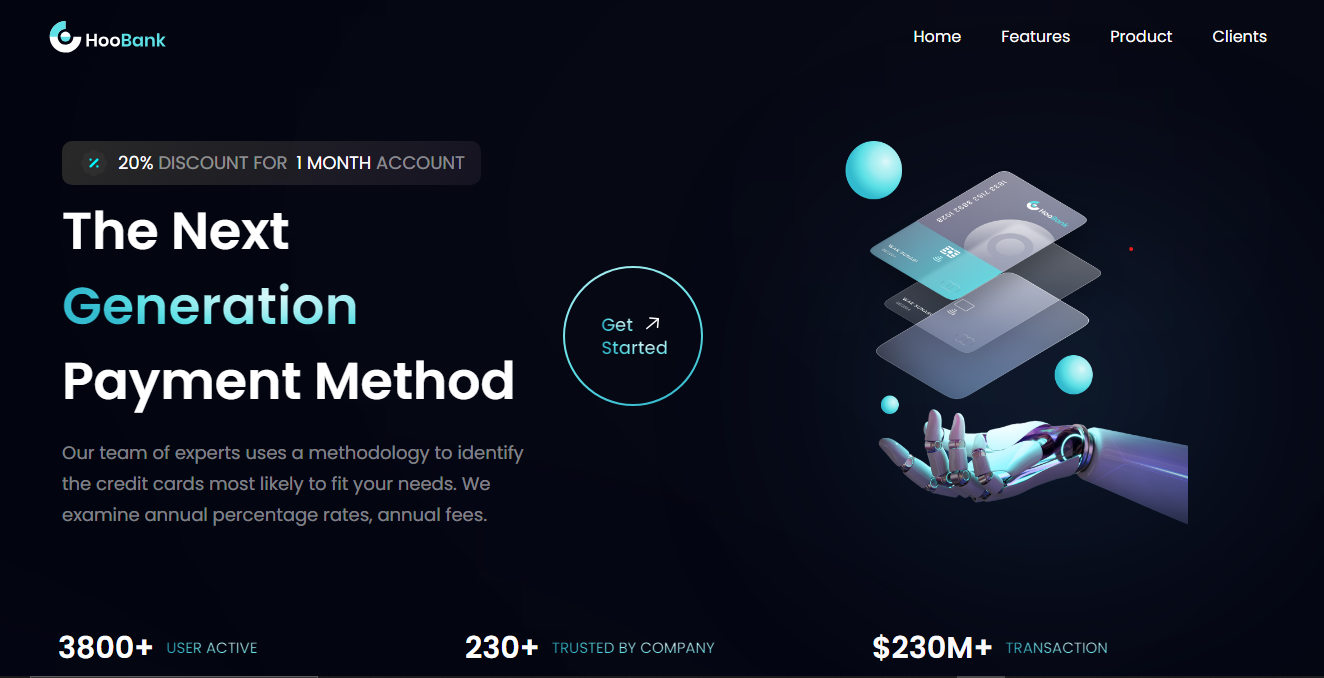 HooBank
Home Features Product Clients
20% DISCOUNT FOR 1 MONTH ACCOUNT
The Next
Generation
Payment Method
Get
Started
HooBank
Our team of experts uses a methodology to identify
the credit cards most likely to fit your needs. We
examine annual percentage rates, annual fees.
3800+ USER ACTIVE
230+ TRUSTED BY COMPANY
$230M+ TRANSACTION